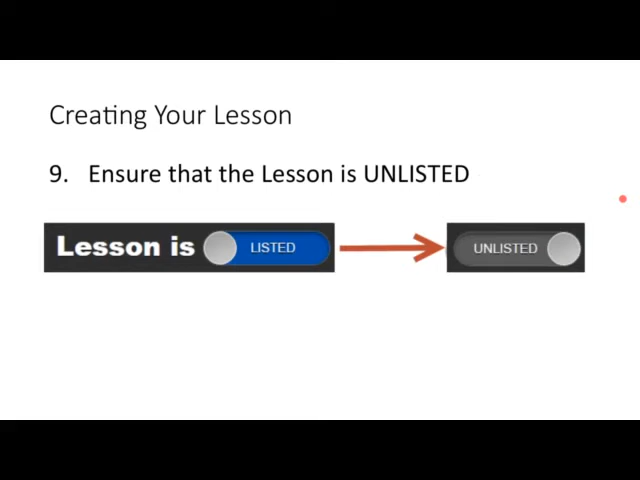 Creating Your Lesson
9. Ensure that the Lesson is UNLISTED
Lesson is LISTED UNLISTED